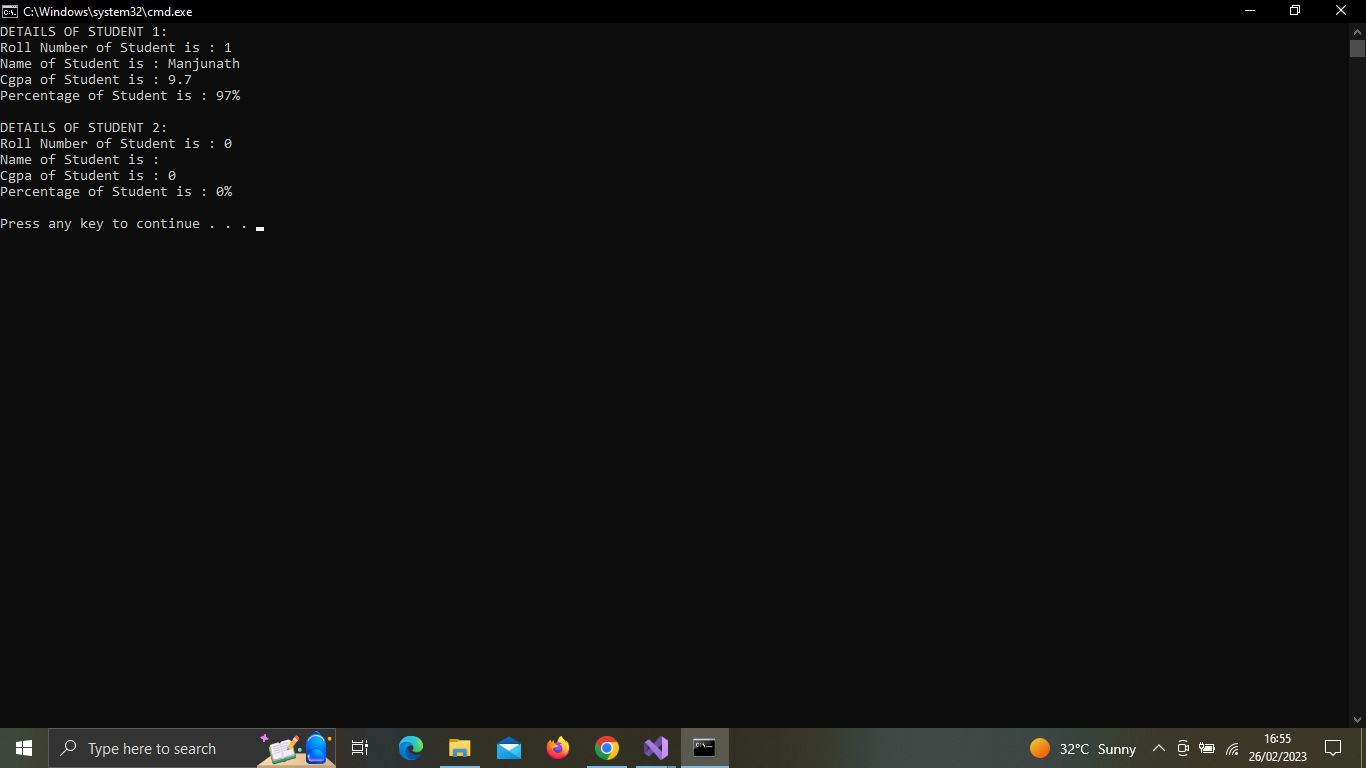 C:\Windows\system32\cmd.exe
DETAILS OF STUDENT 1:
Roll Number of Student is : 1
Name of Student is : Manjunath
Cgpa of Student is : 9.7
Percentage of Student is : 97%
DETAILS OF STUDENT 2:
Roll Number of Student is : 0
Name of Student is :
Cgpa of Student is : 0
Percentage of Student is : 0%
Press any key to continue . . .
Type here to search
32°C Sunny
16:55
26/02/2023